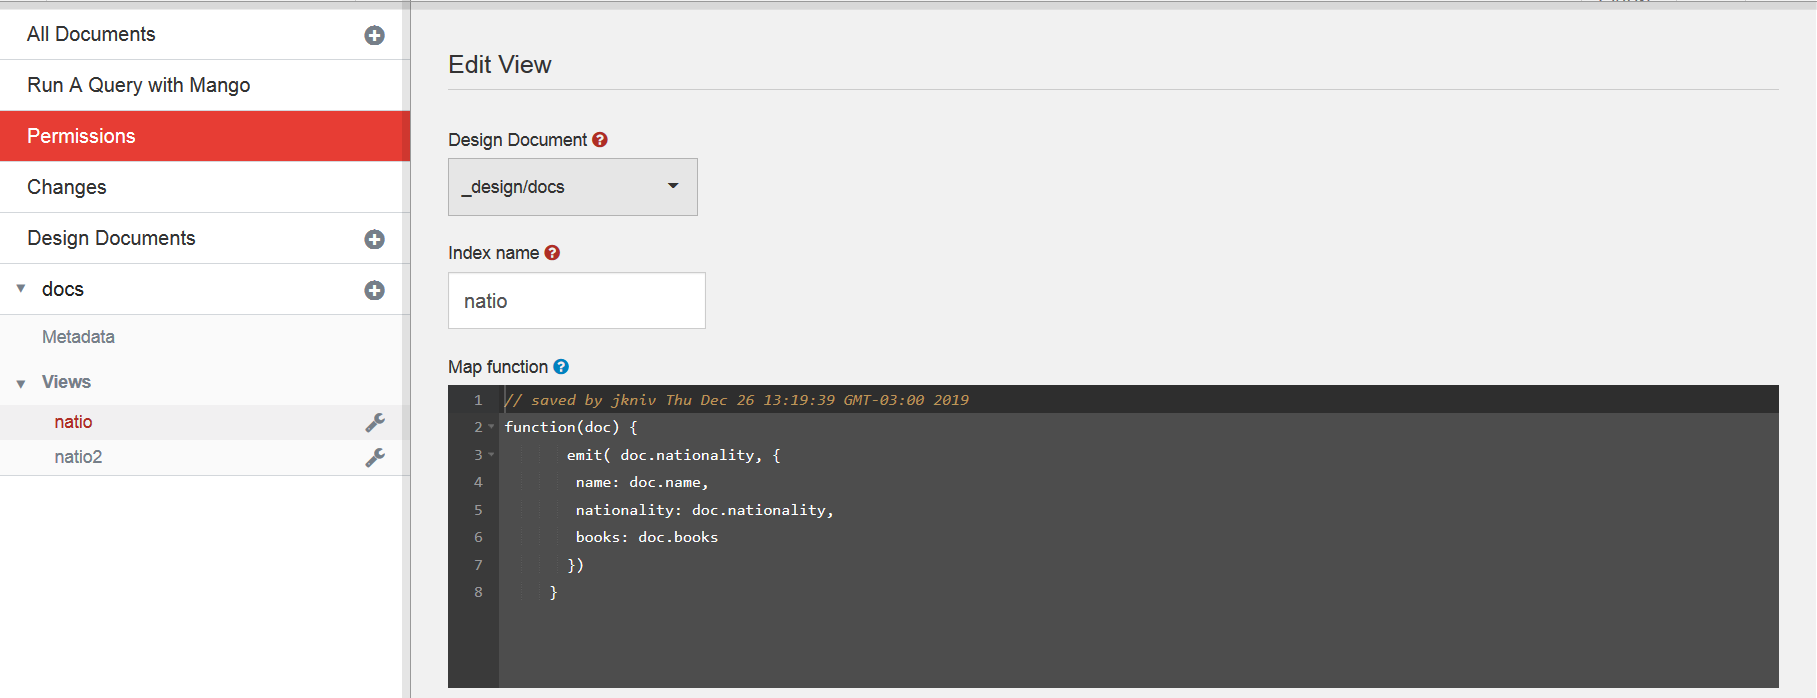 All Documents
Run A Query with Mango
Permissions
Changes
Design Documents
docs
Metadata
Views
natio
natio2
Edit View
Design Document ?
_design/docs
Index name ?
natio
Map function ?
1 // saved by jkniv Thu Dec 26 13:19:39 GMT-03:00 2019
2 function(doc) {
3 emit( doc.nationality, {
4 name: doc.name,
5 nationality: doc.nationality,
6 books: doc.books
7 })
8 }